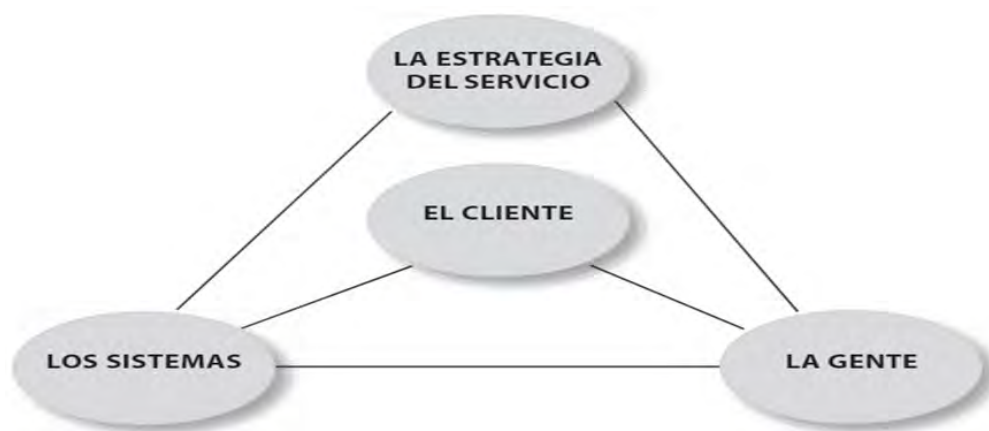 LA ESTRATEGIA
DEL SERVICIO
EL CLIENTE
LOS SISTEMAS
LA GENTE